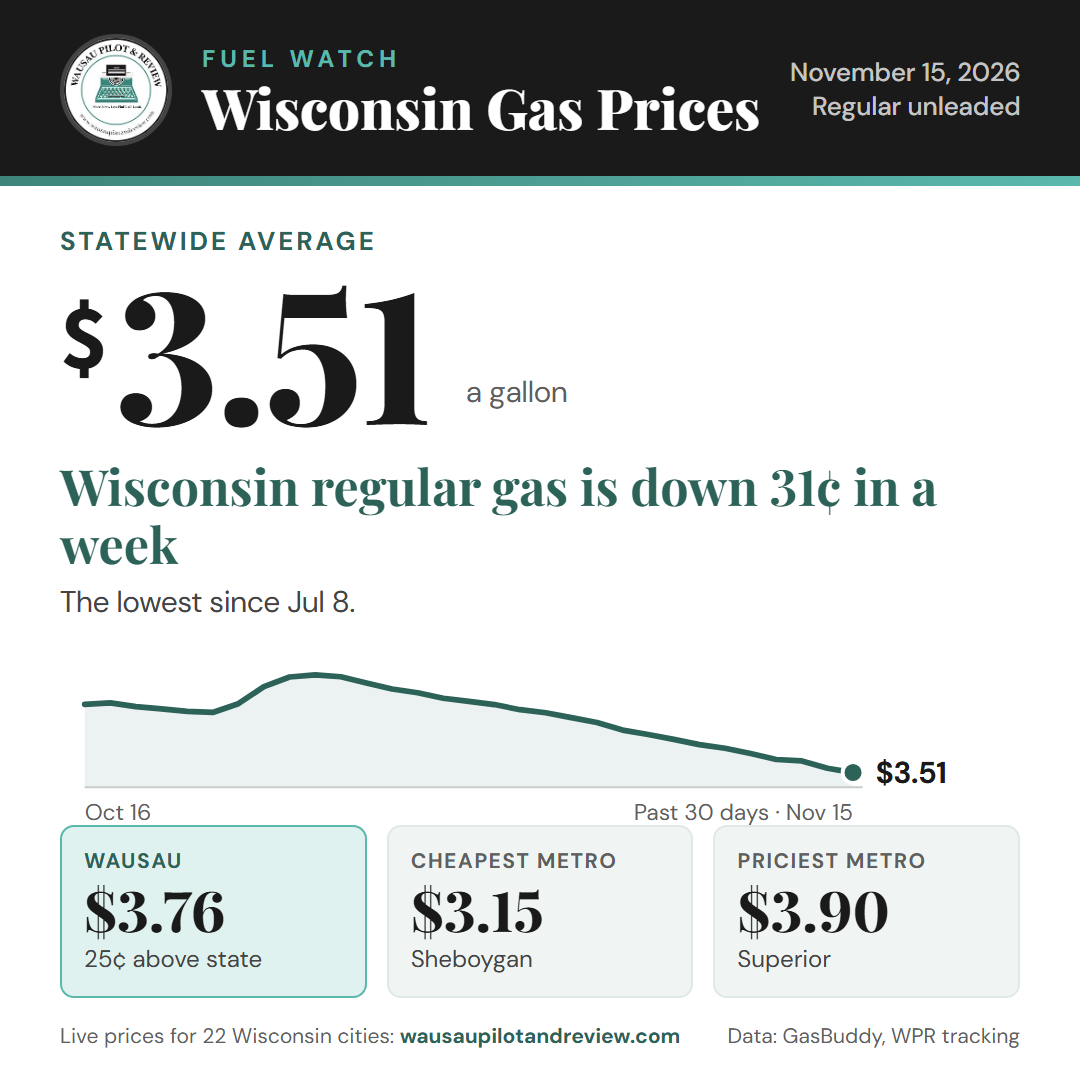 WAUSAU PILOT & REVIEW
www.wausaupilotandreview.com
FUEL WATCH
Wisconsin Gas Prices
November 15, 2026
Regular unleaded
STATEWIDE AVERAGE
$3.51 a gallon
Wisconsin regular gas is down 31¢ in a
week
The lowest since Jul 8.
$3.51
Oct 16
Past 30 days · Nov 15
WAUSAU
$3.76
25¢ above state
CHEAPEST METRO
$3.15
Sheboygan
PRICIEST METRO
$3.90
Superior
Live prices for 22 Wisconsin cities: wausaupilotandreview.com
Data: GasBuddy, WPR tracking